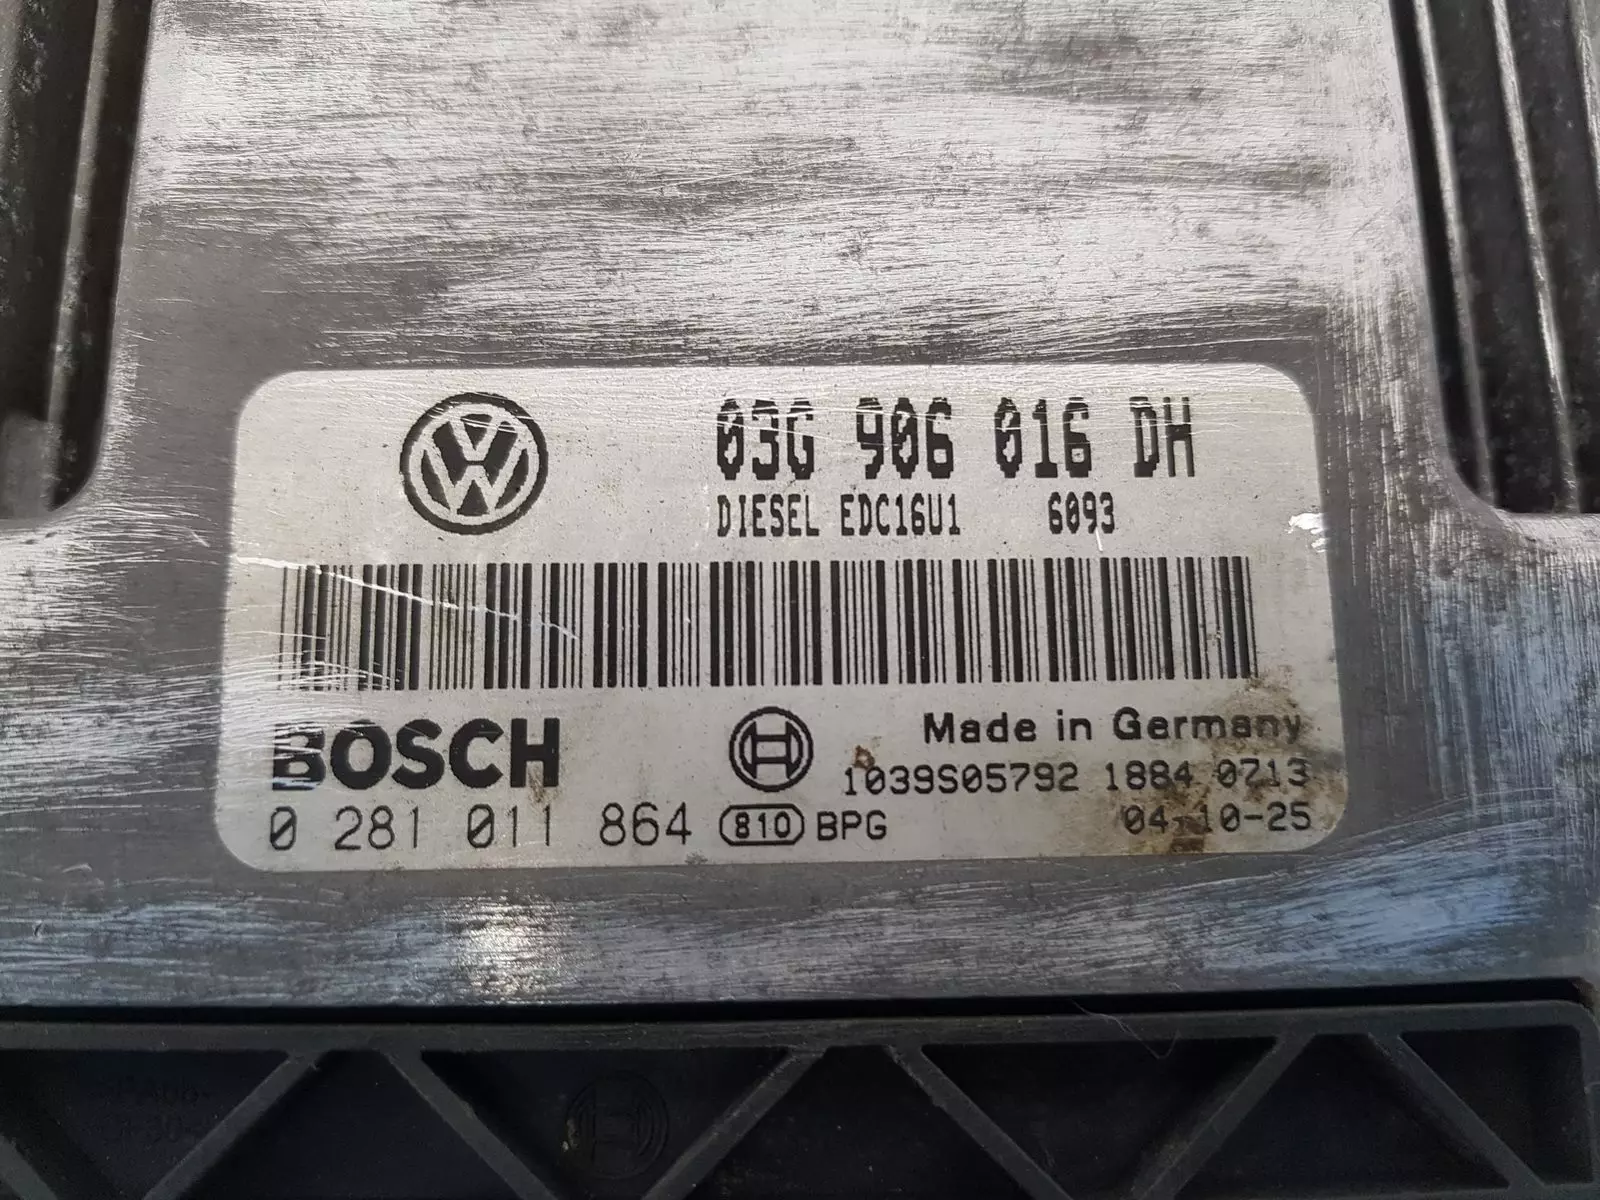 03G 906 016 DH
DIESEL EDC16U1 6093
BOSCH
Made in Germany
1039S05792 1884 0713
0 281 011 864 810 BPG
04-10-25